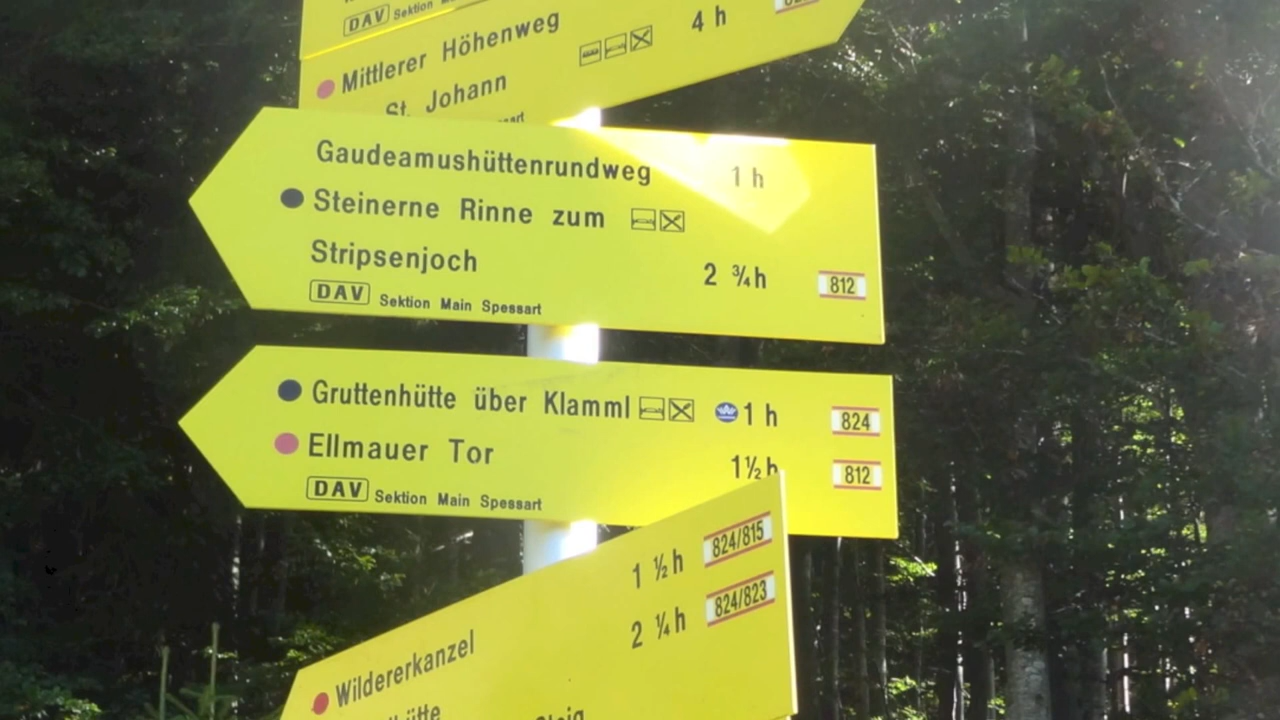 DAV Sektion
Mittlerer Höhenweg 4 h
St. Johann
Gaudeamushüttenrundweg 1 h
Steinerne Rinne zum
Stripsenjoch 2 ¾ h 812
DAV Sektion Main Spessart
Gruttenhütte über Klamml 1 h 824
Ellmauer Tor 1½ h 812
DAV Sektion Main Spessart
1 ½ h 824/815
2 ¼ h 824/823
Wildererkanzel